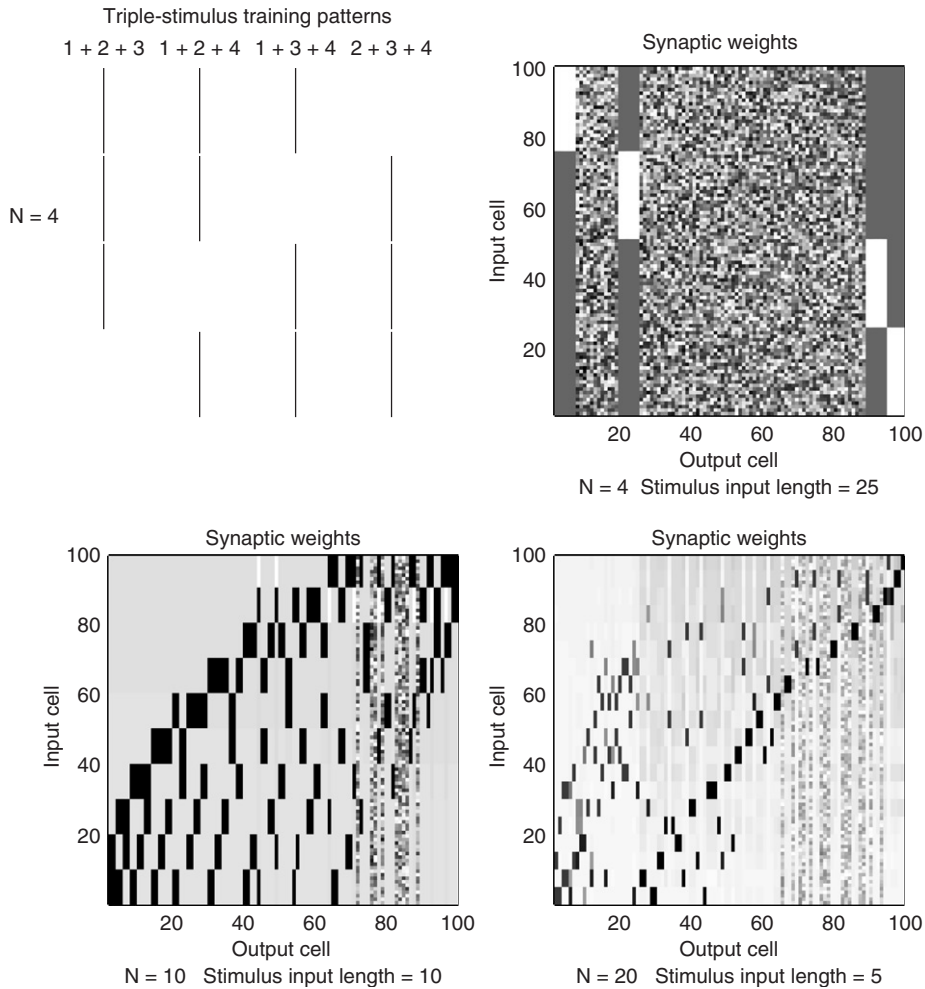 Triple-stimulus training patterns
1 + 2 + 3 1 + 2 + 4 1 + 3 + 4 2 + 3 + 4
N = 4
Synaptic weights
100
80
60
40
20
Input cell
20 40 60 80 100
Output cell
N = 4 Stimulus input length = 25
Synaptic weights
100
80
60
40
20
Input cell
20 40 60 80 100
Output cell
N = 10 Stimulus input length = 10
Synaptic weights
100
80
60
40
20
Input cell
20 40 60 80 100
Output cell
N = 20 Stimulus input length = 5